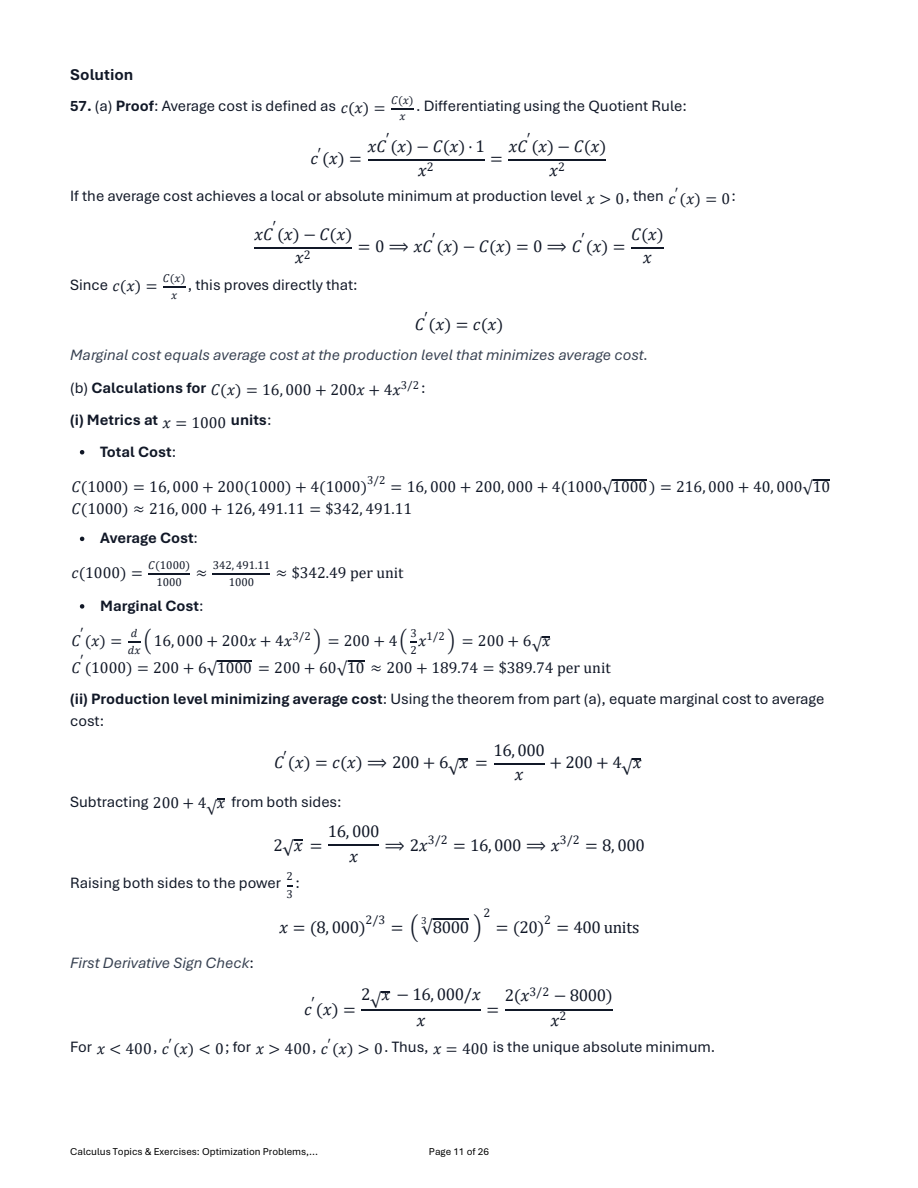 Solution
57. (a) Proof: Average cost is defined as c(x) = C(x)/x. Differentiating using the Quotient Rule:
c′(x) = (xC′(x) − C(x) · 1)/x² = (xC′(x) − C(x))/x²
If the average cost achieves a local or absolute minimum at production level x > 0, then c′(x) = 0:
(xC′(x) − C(x))/x² = 0 ⟹ xC′(x) − C(x) = 0 ⟹ C′(x) = C(x)/x
Since c(x) = C(x)/x, this proves directly that:
C′(x) = c(x)
Marginal cost equals average cost at the production level that minimizes average cost.
(b) Calculations for C(x) = 16,000 + 200x + 4x^(3/2):
(i) Metrics at x = 1000 units:
• Total Cost:
C(1000) = 16,000 + 200(1000) + 4(1000)^(3/2) = 16,000 + 200,000 + 4(1000√1000) = 216,000 + 40,000√10
C(1000) ≈ 216,000 + 126,491.11 = $342,491.11
• Average Cost:
c(1000) = C(1000)/1000 ≈ 342,491.11/1000 ≈ $342.49 per unit
• Marginal Cost:
C′(x) = d/dx(16,000 + 200x + 4x^(3/2)) = 200 + 4(3/2 x^(1/2)) = 200 + 6√x
C′(1000) = 200 + 6√1000 = 200 + 60√10 ≈ 200 + 189.74 = $389.74 per unit
(ii) Production level minimizing average cost: Using the theorem from part (a), equate marginal cost to average
cost:
C′(x) = c(x) ⟹ 200 + 6√x = 16,000/x + 200 + 4√x
Subtracting 200 + 4√x from both sides:
2√x = 16,000/x ⟹ 2x^(3/2) = 16,000 ⟹ x^(3/2) = 8,000
Raising both sides to the power 2/3:
x = (8,000)^(2/3) = (∛8000)² = (20)² = 400 units
First Derivative Sign Check:
c′(x) = (2√x − 16,000/x)/x = 2(x^(3/2) − 8000)/x²
For x < 400, c′(x) < 0; for x > 400, c′(x) > 0. Thus, x = 400 is the unique absolute minimum.
Calculus Topics & Exercises: Optimization Problems,... Page 11 of 26